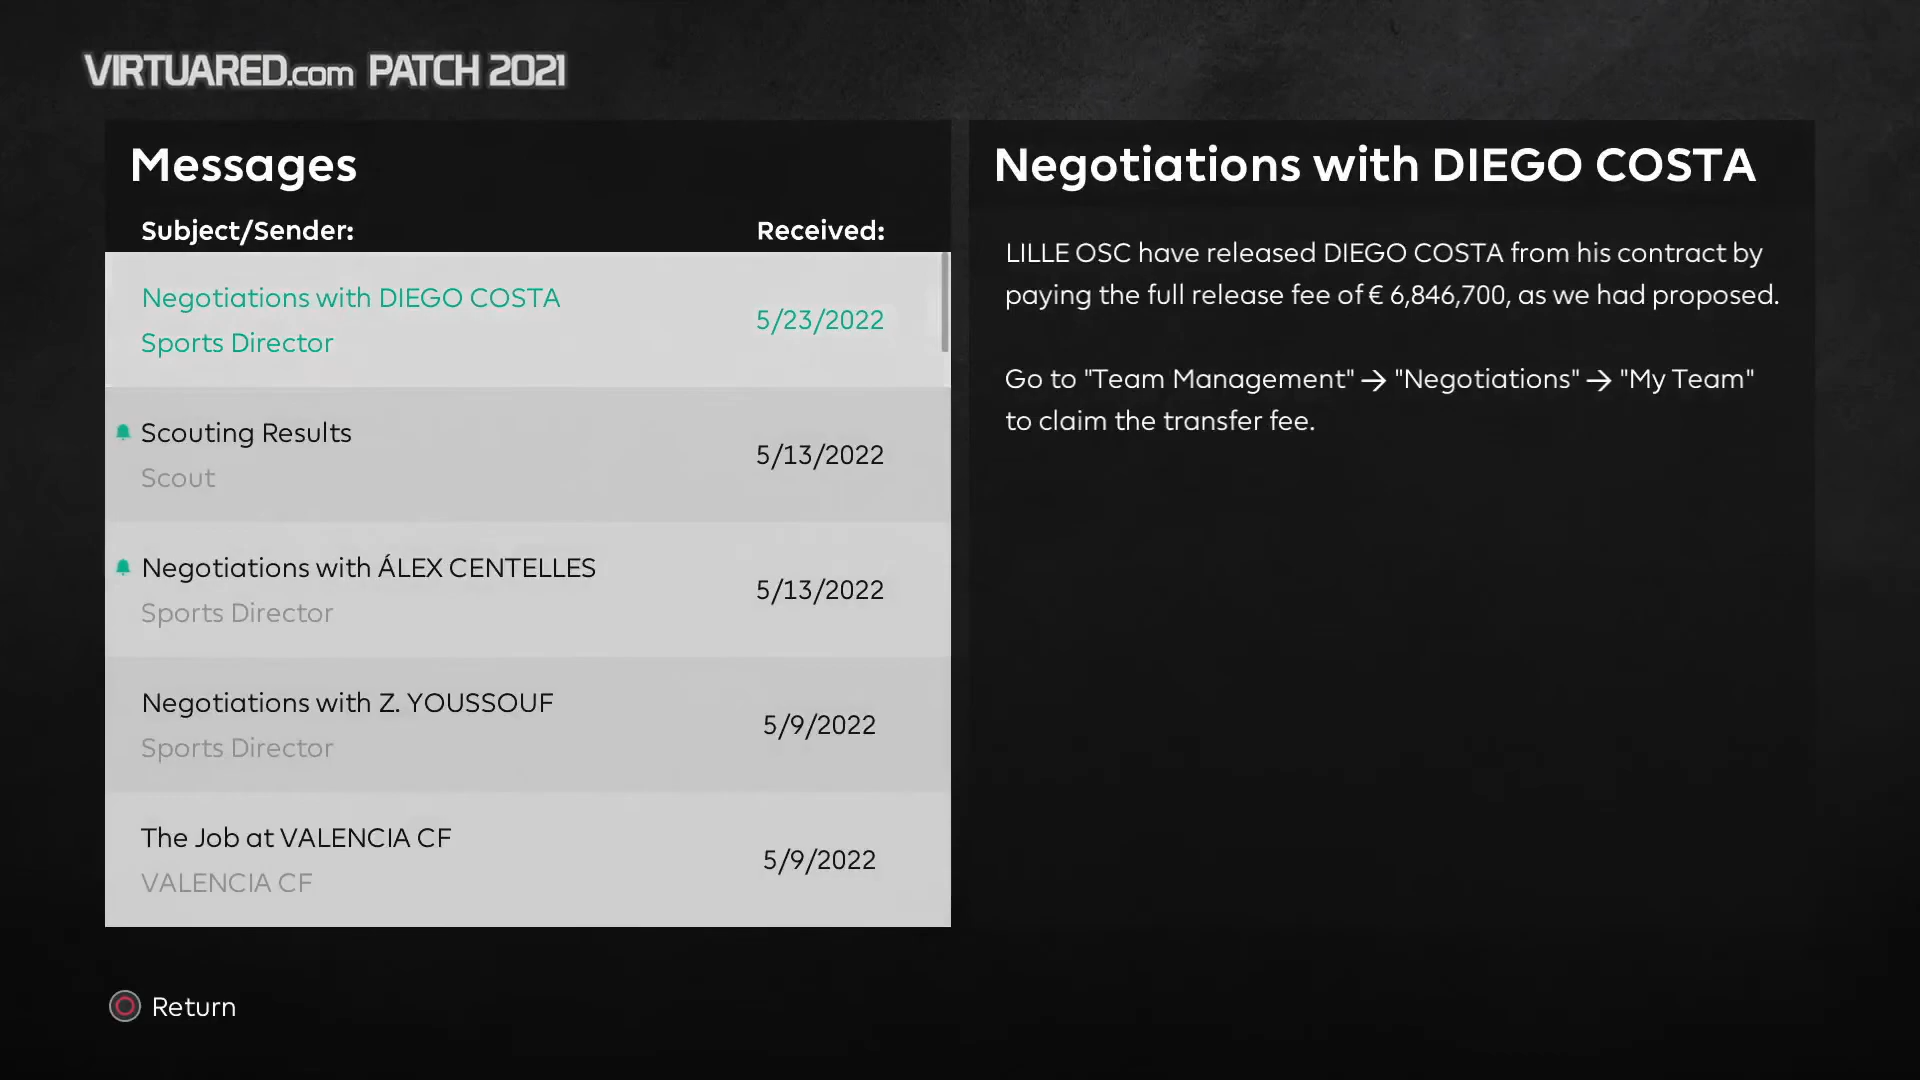 VIRTUARED.com PATCH 2021
Messages
Subject/Sender:
Received:
Negotiations with DIEGO COSTA
Sports Director
5/23/2022
Scouting Results
Scout
5/13/2022
Negotiations with ÁLEX CENTELLES
Sports Director
5/13/2022
Negotiations with Z. YOUSSOUF
Sports Director
5/9/2022
The Job at VALENCIA CF
VALENCIA CF
5/9/2022
Negotiations with DIEGO COSTA
LILLE OSC have released DIEGO COSTA from his contract by
paying the full release fee of € 6,846,700, as we had proposed.
Go to "Team Management" → "Negotiations" → "My Team"
to claim the transfer fee.
Return